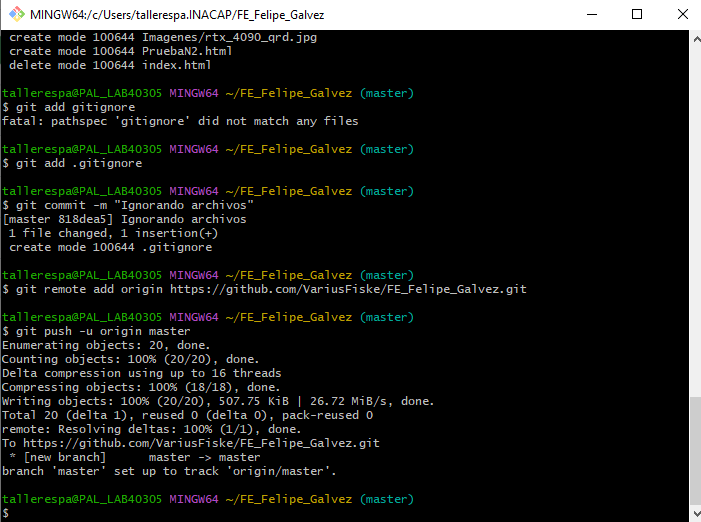 MINGW64:/c/Users/tallerespa.INACAP/FE_Felipe_Galvez
create mode 100644 Imagenes/rtx_4090_qrd.jpg
create mode 100644 PruebaN2.html
delete mode 100644 index.html
tallerespa@PAL_LAB40305 MINGW64 ~/FE_Felipe_Galvez (master)
$ git add gitignore
fatal: pathspec 'gitignore' did not match any files
tallerespa@PAL_LAB40305 MINGW64 ~/FE_Felipe_Galvez (master)
$ git add .gitignore
tallerespa@PAL_LAB40305 MINGW64 ~/FE_Felipe_Galvez (master)
$ git commit -m "Ignorando archivos"
[master 818dea5] Ignorando archivos
1 file changed, 1 insertion(+)
create mode 100644 .gitignore
tallerespa@PAL_LAB40305 MINGW64 ~/FE_Felipe_Galvez (master)
$ git remote add origin https://github.com/VariusFiske/FE_Felipe_Galvez.git
tallerespa@PAL_LAB40305 MINGW64 ~/FE_Felipe_Galvez (master)
$ git push -u origin master
Enumerating objects: 20, done.
Counting objects: 100% (20/20), done.
Delta compression using up to 16 threads
Compressing objects: 100% (18/18), done.
Writing objects: 100% (20/20), 507.75 KiB | 26.72 MiB/s, done.
Total 20 (delta 1), reused 0 (delta 0), pack-reused 0
remote: Resolving deltas: 100% (1/1), done.
To https://github.com/VariusFiske/FE_Felipe_Galvez.git
* [new branch]      master -> master
branch 'master' set up to track 'origin/master'.
tallerespa@PAL_LAB40305 MINGW64 ~/FE_Felipe_Galvez (master)
$